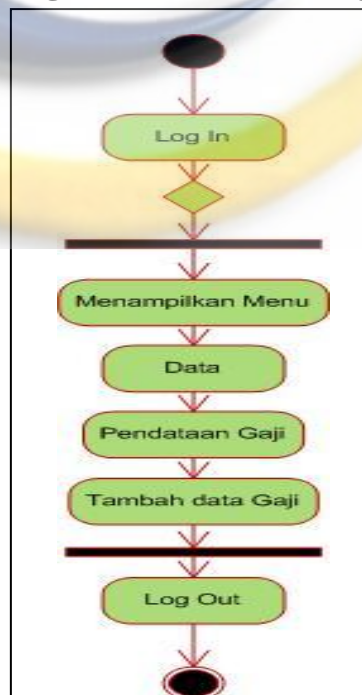 Log In
Menampilkan Menu
Data
Pendataan Gaji
Tambah data Gaji
Log Out